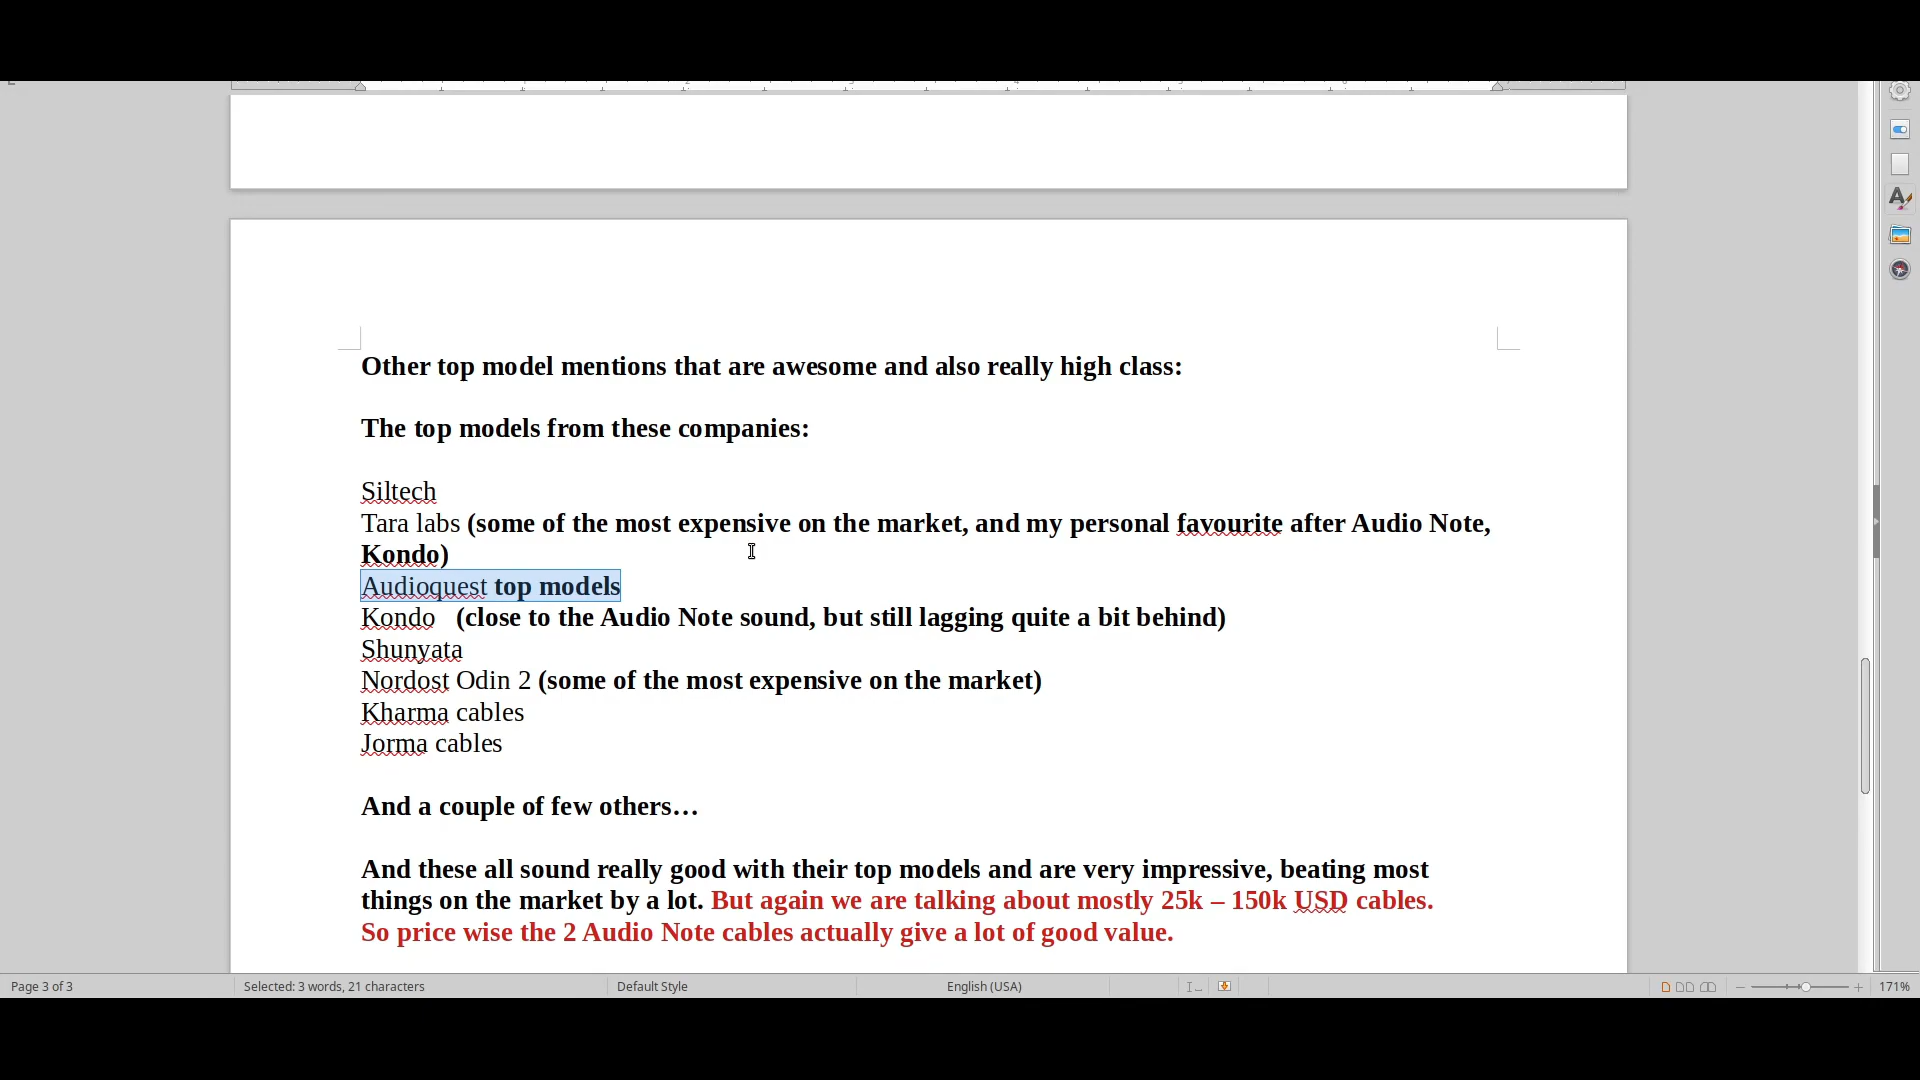 Other top model mentions that are awesome and also really high class:
The top models from these companies:
Siltech
Tara labs (some of the most expensive on the market, and my personal favourite after Audio Note,
Kondo)
Audioquest top models
Kondo   (close to the Audio Note sound, but still lagging quite a bit behind)
Shunyata
Nordost Odin 2 (some of the most expensive on the market)
Kharma cables
Jorma cables
And a couple of few others…
And these all sound really good with their top models and are very impressive, beating most
things on the market by a lot. But again we are talking about mostly 25k – 150k USD cables.
So price wise the 2 Audio Note cables actually give a lot of good value.
Page 3 of 3
Selected: 3 words, 21 characters
Default Style
English (USA)
171%